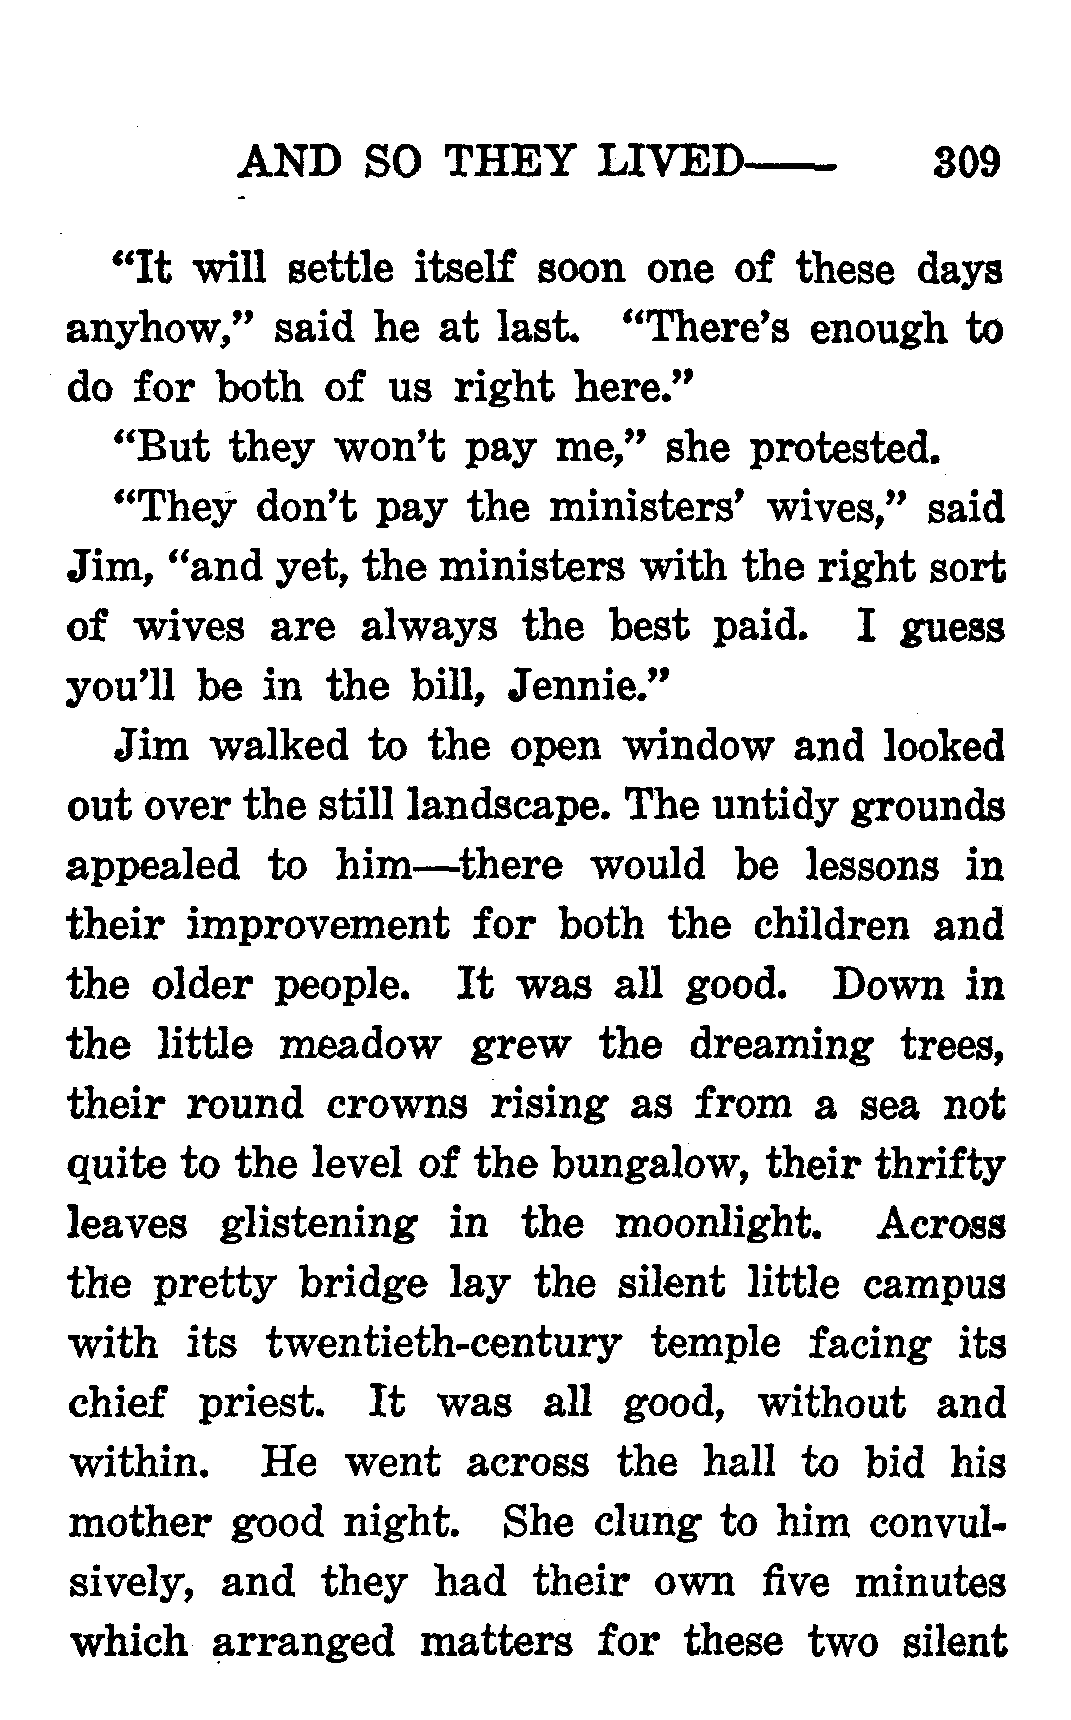 AND SO THEY LIVED—— 309
“It will settle itself soon one of these days
anyhow,” said he at last. “There’s enough to
do for both of us right here.”
“But they won’t pay me,” she protested.
“They don’t pay the ministers’ wives,” said
Jim, “and yet, the ministers with the right sort
of wives are always the best paid. I guess
you’ll be in the bill, Jennie.”
Jim walked to the open window and looked
out over the still landscape. The untidy grounds
appealed to him—there would be lessons in
their improvement for both the children and
the older people. It was all good. Down in
the little meadow grew the dreaming trees,
their round crowns rising as from a sea not
quite to the level of the bungalow, their thrifty
leaves glistening in the moonlight. Across
the pretty bridge lay the silent little campus
with its twentieth-century temple facing its
chief priest. It was all good, without and
within. He went across the hall to bid his
mother good night. She clung to him convul-
sively, and they had their own five minutes
which arranged matters for these two silent